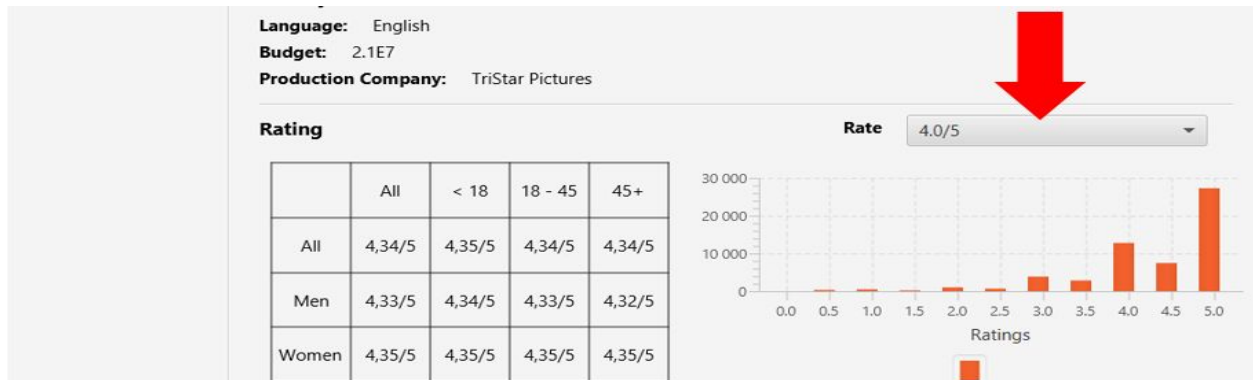 Language: English
Budget: 2.1E7
Production Company: TriStar Pictures
Rating
Rate 4.0/5
All < 18 18 - 45 45+
All 4,34/5 4,35/5 4,34/5 4,34/5
Men 4,33/5 4,34/5 4,33/5 4,32/5
Women 4,35/5 4,35/5 4,35/5 4,35/5
30 000
20 000
10 000
0
0.0 0.5 1.0 1.5 2.0 2.5 3.0 3.5 4.0 4.5 5.0
Ratings